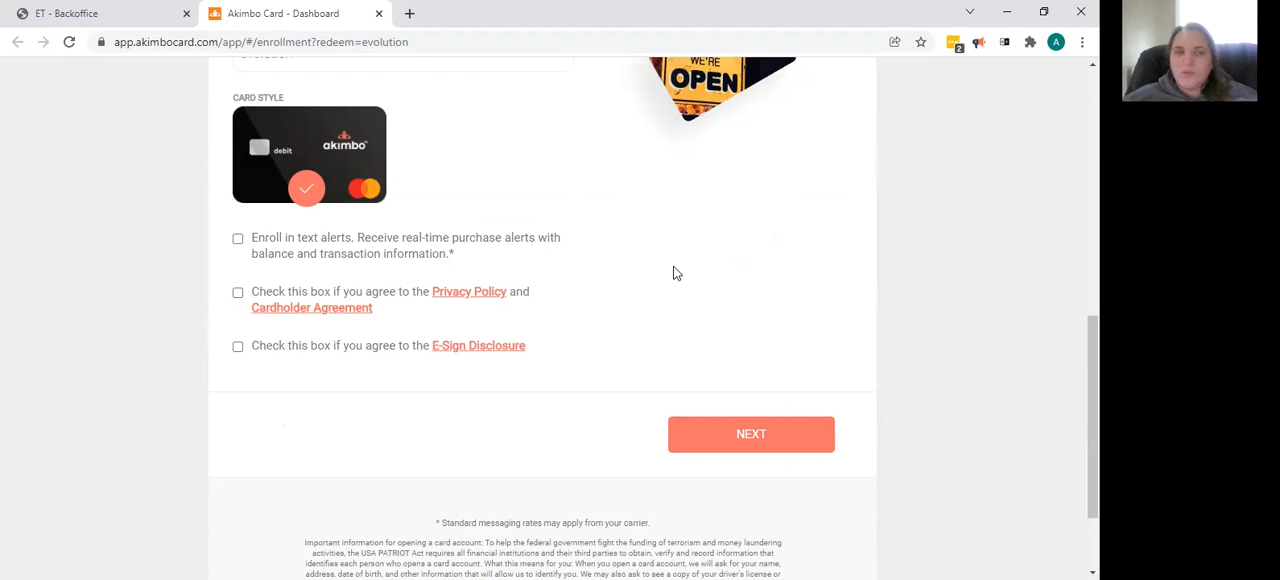 ET - Backoffice
Akimbo Card - Dashboard
app.akimbocard.com/app/#/enrollment?redeem=evolution
2
A
WE'RE
OPEN
CARD STYLE
debit
akimbo
Enroll in text alerts. Receive real-time purchase alerts with
balance and transaction information.*
Check this box if you agree to the Privacy Policy and
Cardholder Agreement
Check this box if you agree to the E-Sign Disclosure
NEXT
* Standard messaging rates may apply from your carrier.
Important information for opening a card account: To help the federal government fight the funding of terrorism and money laundering
activities, the USA PATRIOT Act requires all financial institutions and their third parties to obtain, verify and record information that
identifies each person who opens a card account. What this means for you: When you open a card account, we will ask for your name,
address, date of birth, and other information that will allow us to identify you. We may also ask to see a copy of your driver's license or